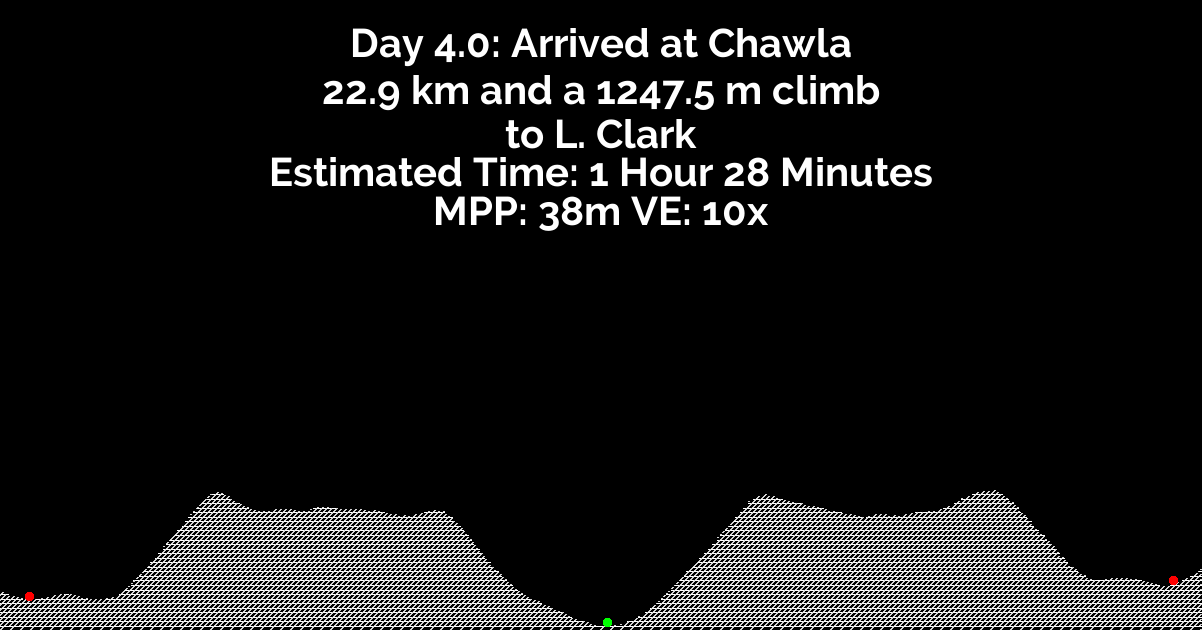 Day 4.0: Arrived at Chawla
22.9 km and a 1247.5 m climb
to L. Clark
Estimated Time: 1 Hour 28 Minutes
MPP: 38m VE: 10x